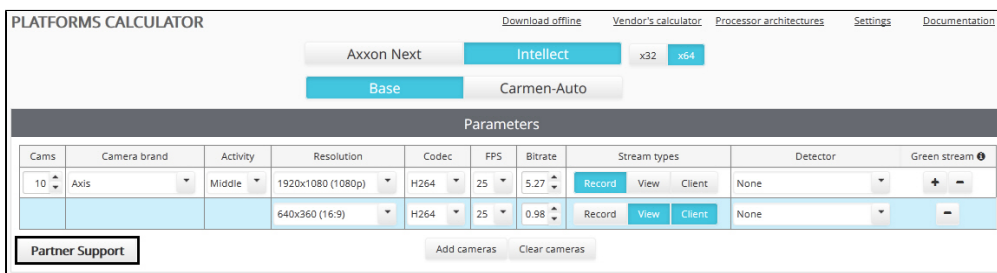 PLATFORMS CALCULATOR Download offline Vendor's calculator Processor architectures Settings Documentation
Axxon Next Intellect x32 x64
Base Carmen-Auto
Parameters
Cams Camera brand Activity Resolution Codec FPS Bitrate Stream types Detector Green stream
10 Axis Middle 1920x1080 (1080p) H264 25 5.27 Record View Client None + -
640x360 (16:9) H264 25 0.98 Record View Client None -
Partner Support Add cameras Clear cameras